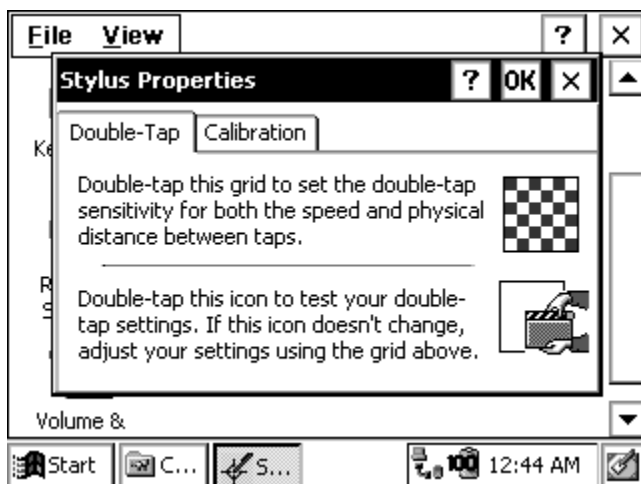 File View ?
Stylus Properties ? OK
Double-Tap Calibration
Ke
Double-tap this grid to set the double-tap
sensitivity for both the speed and physical
distance between taps.
R
S
Double-tap this icon to test your double-
tap settings. If this icon doesn't change,
adjust your settings using the grid above.
Volume &
Start C... S... 100 12:44 AM